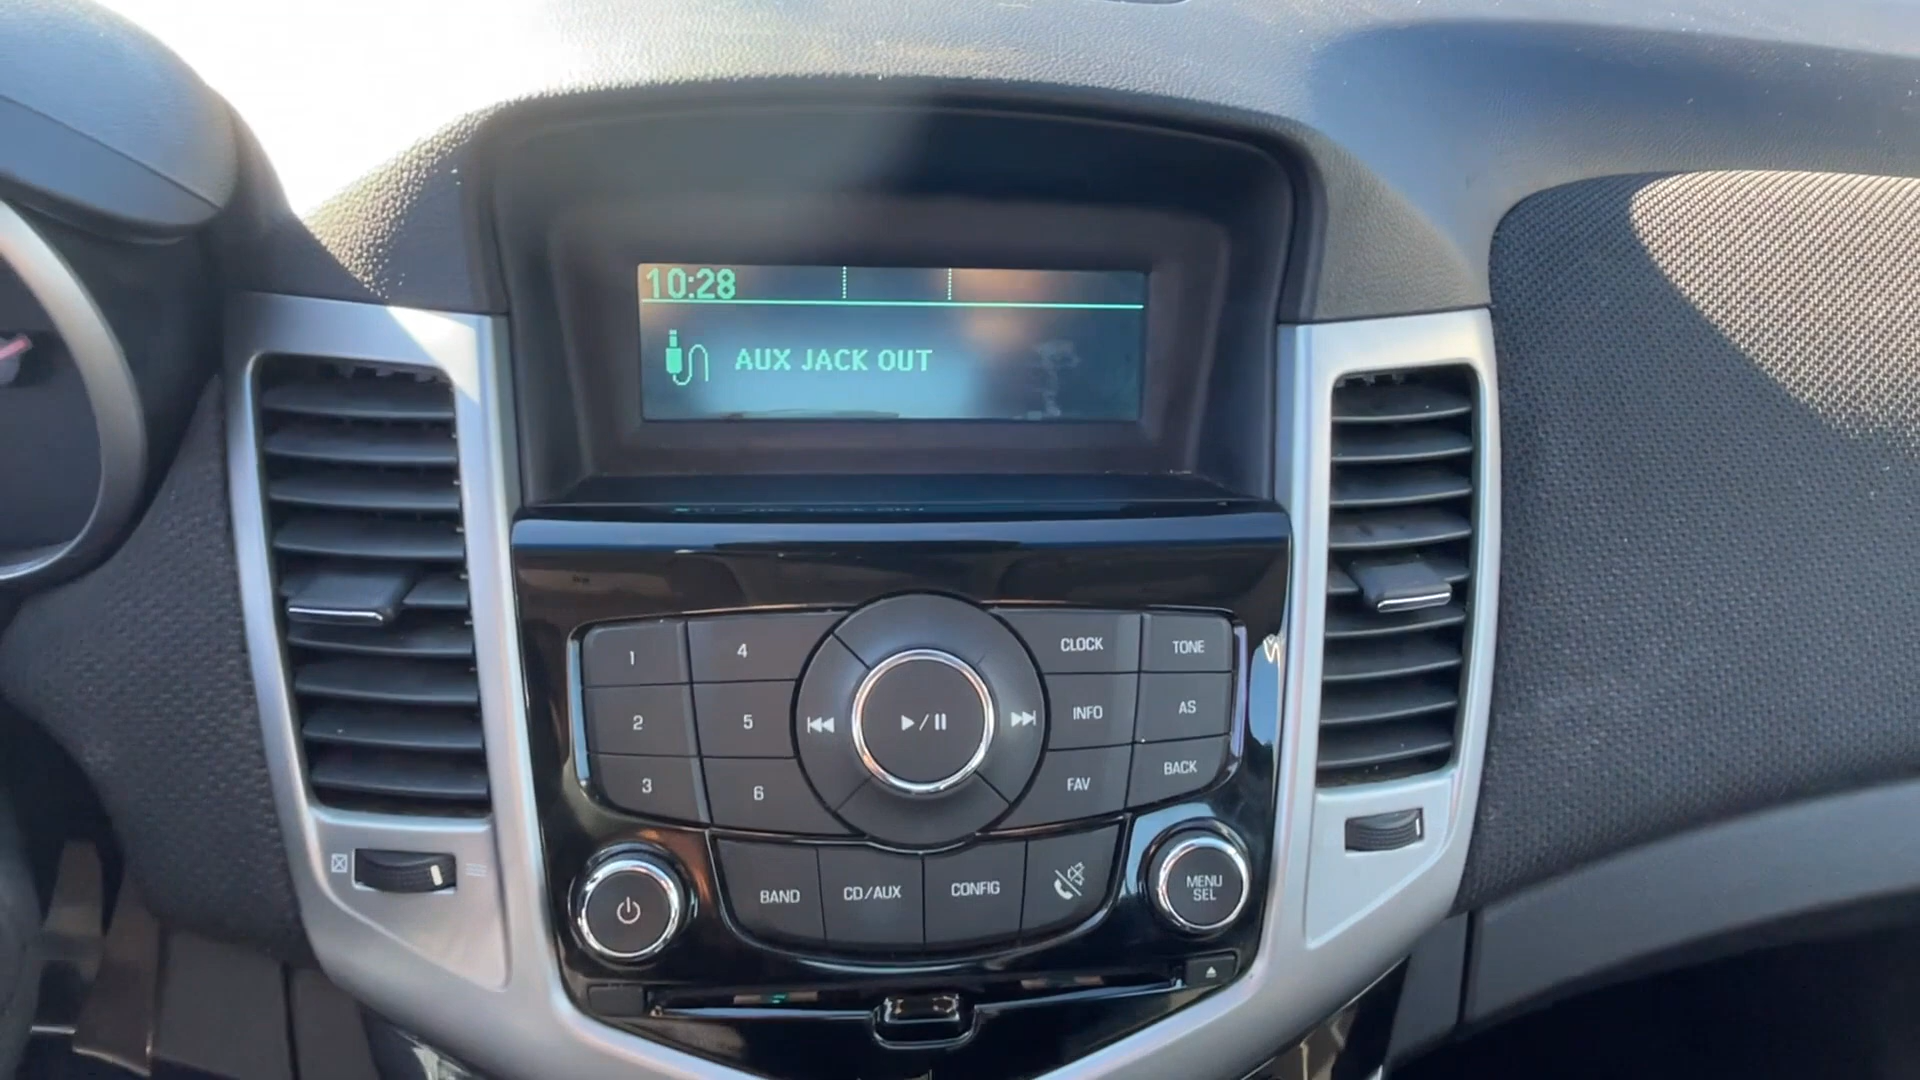 10:28
AUX JACK OUT
1
4
CLOCK
TONE
2
5
INFO
AS
3
6
FAV
BACK
BAND
CD/AUX
CONFIG
MENU
SEL